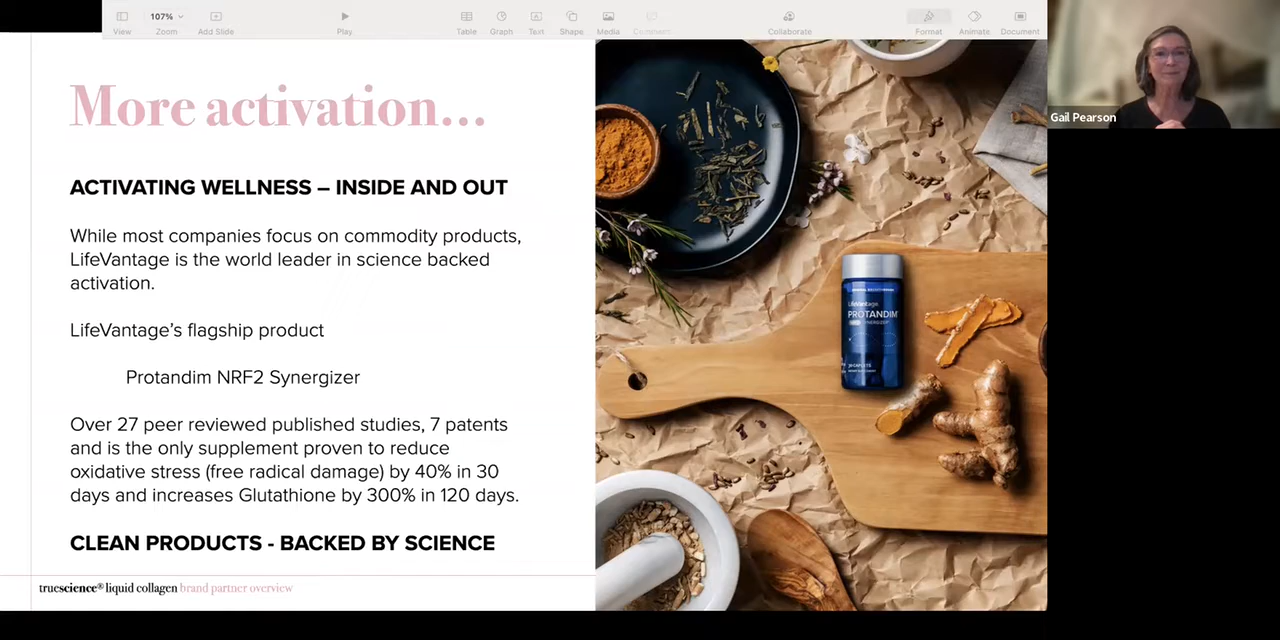 107%
View
Zoom
Add Slide
Play
Table
Graph
Text
Shape
Media
Comment
Collaborate
Format
Animate
Document
Gail Pearson
More activation...
ACTIVATING WELLNESS – INSIDE AND OUT
While most companies focus on commodity products,
LifeVantage is the world leader in science backed
activation.
LifeVantage's flagship product
Protandim NRF2 Synergizer
Over 27 peer reviewed published studies, 7 patents
and is the only supplement proven to reduce
oxidative stress (free radical damage) by 40% in 30
days and increases Glutathione by 300% in 120 days.
CLEAN PRODUCTS - BACKED BY SCIENCE
truescience® liquid collagen brand partner overview
LifeVantage
PROTANDIM
SYNERGIZER